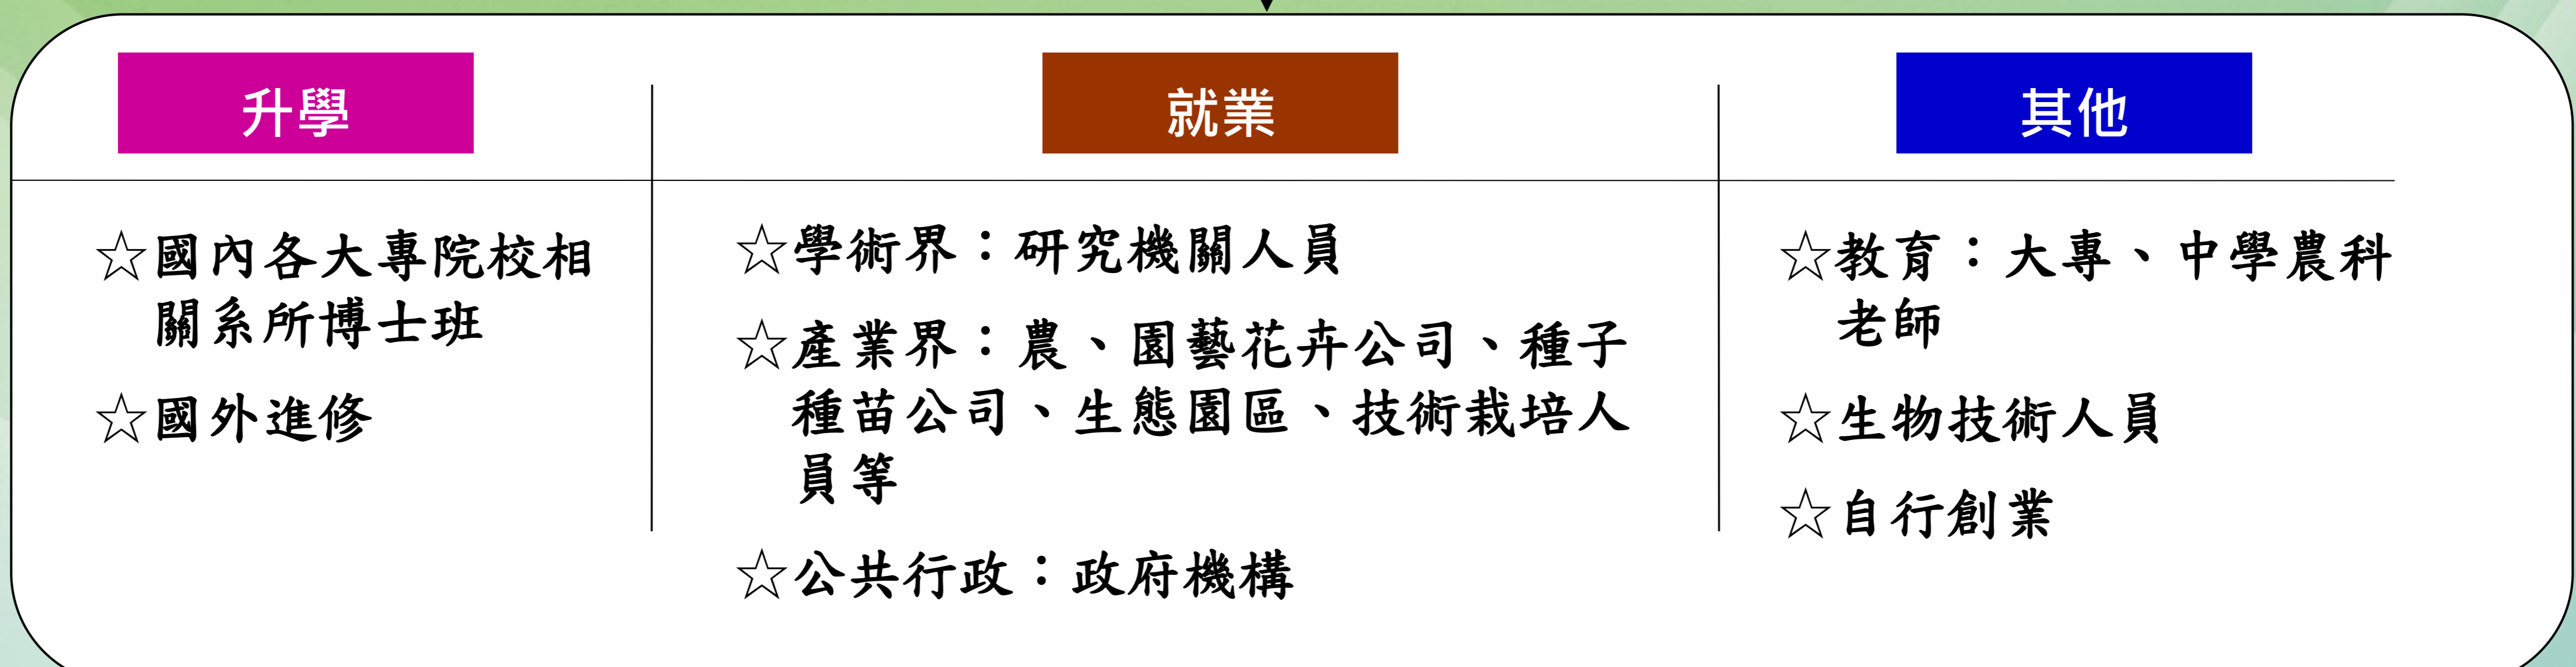 升學
☆國內各大專院校相
關系所博士班
☆國外進修
就業
☆學術界：研究機關人員
☆產業界：農、園藝花卉公司、種子
種苗公司、生態園區、技術栽培人
員等
☆公共行政：政府機構
其他
☆教育：大專、中學農科
老師
☆生物技術人員
☆自行創業